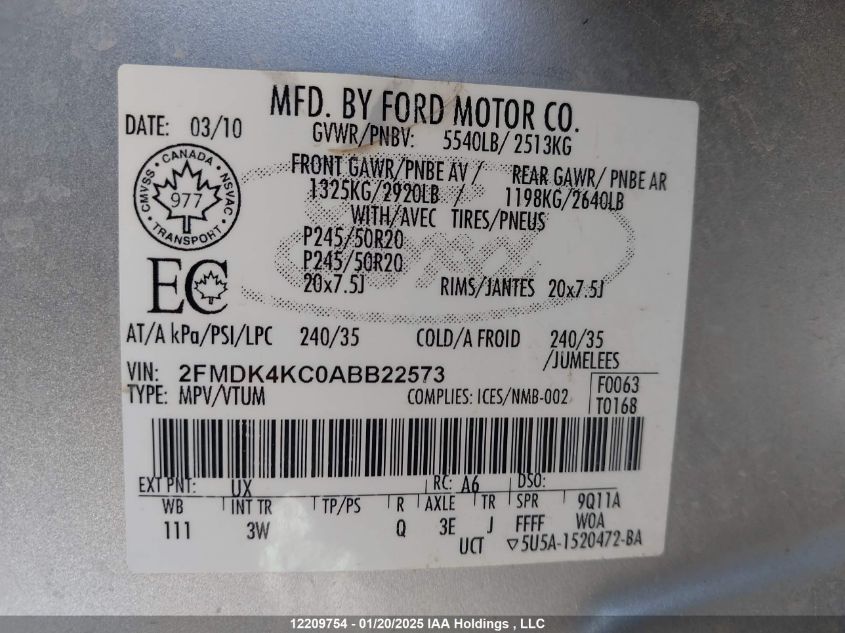 MFD. BY FORD MOTOR CO.
DATE: 03/10
GVWR/PNBV: 5540LB/ 2513KG
FRONT GAWR/PNBE AV / REAR GAWR/ PNBE AR
1325KG/2920LB / 1198KG/2640LB
WITH/AVEC TIRES/PNEUS
CANADA
CMVSS 977 NSVAC
TRANSPORT
P245/50R20
P245/50R20
EC
20x7.5J RIMS/JANTES 20x7.5J
AT/A kPa/PSI/LPC 240/35 COLD/A FROID 240/35
/JUMELEES
VIN: 2FMDK4KC0ABB22573
TYPE: MPV/VTUM COMPLIES: ICES/NMB-002
F0063
T0168
EXT PNT: UX RC: A6 DSO:
WB INT TR TP/PS R AXLE TR SPR 9Q11A
111 3W Q 3E J FFFF WOA
UCT ▽5U5A-1520472-BA
12209754 - 01/20/2025 IAA Holdings , LLC